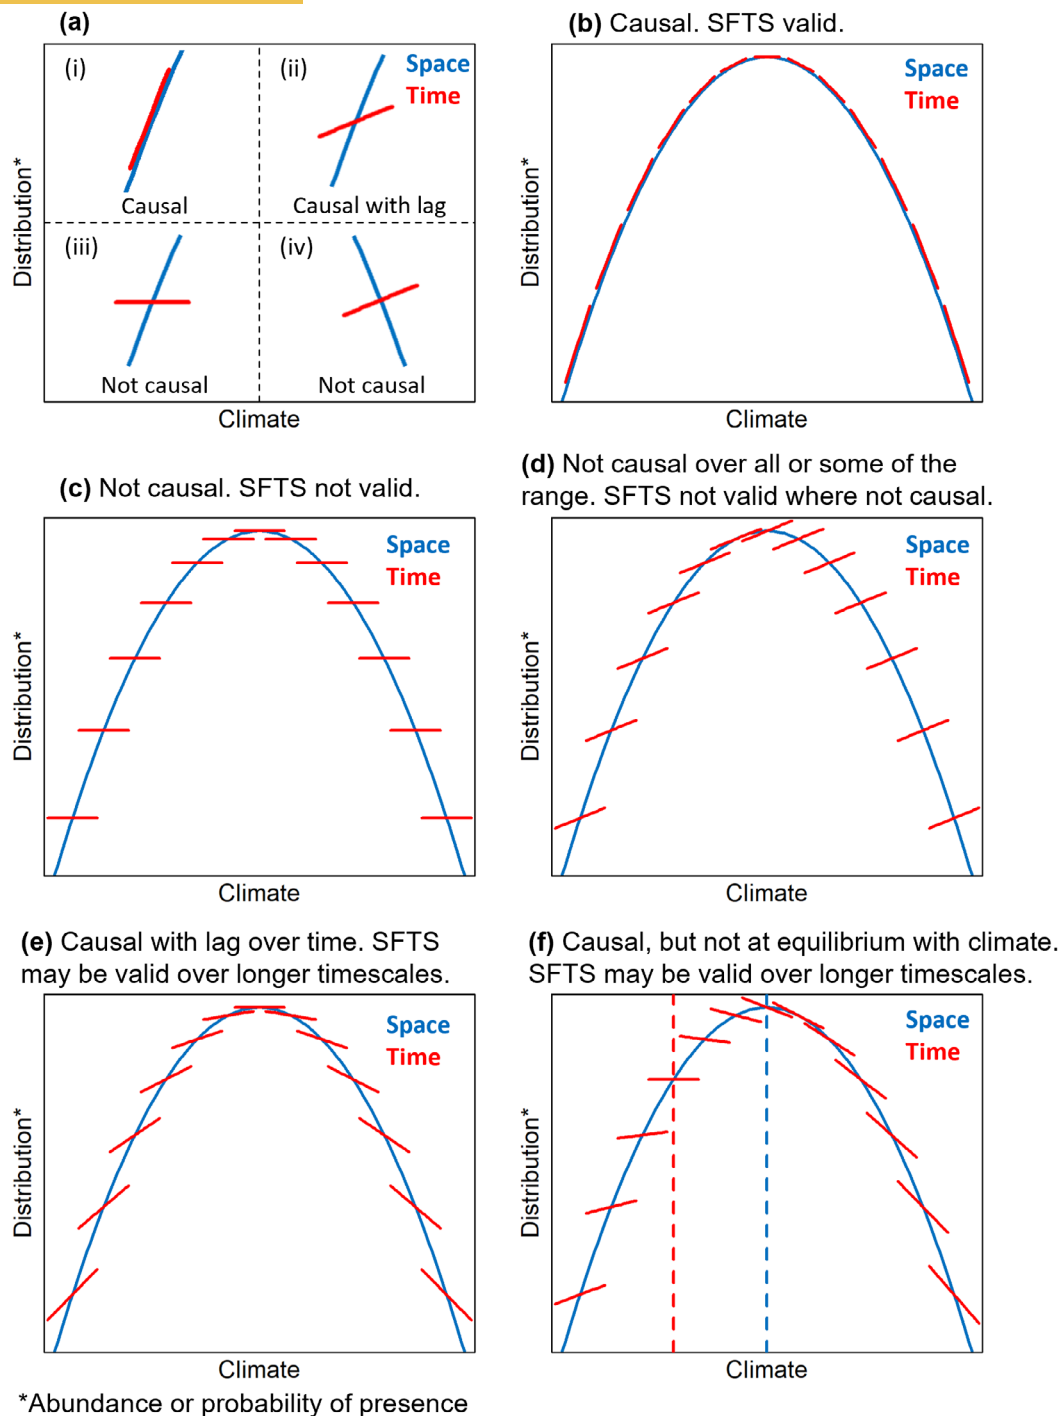 (a)
(i)
(ii)
Space
Time
Causal
Causal with lag
(iii)
(iv)
Not causal
Not causal
Distribution*
Climate
(b) Causal. SFTS valid.
Space
Time
Distribution*
Climate
(c) Not causal. SFTS not valid.
Space
Time
Distribution*
Climate
(d) Not causal over all or some of the
range. SFTS not valid where not causal.
Space
Time
Distribution*
Climate
(e) Causal with lag over time. SFTS
may be valid over longer timescales.
Space
Time
Distribution*
Climate
(f) Causal, but not at equilibrium with climate.
SFTS may be valid over longer timescales.
Space
Time
Distribution*
Climate
*Abundance or probability of presence